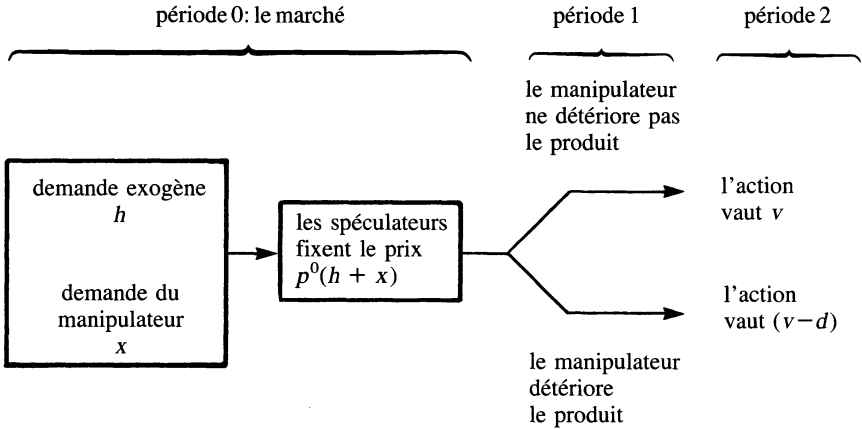 période 0: le marché
période 1
période 2
le manipulateur
ne détériore pas
le produit
demande exogène
h
demande du
manipulateur
x
les spéculateurs
fixent le prix
p⁰(h + x)
l'action
vaut v
l'action
vaut (v−d)
le manipulateur
détériore
le produit